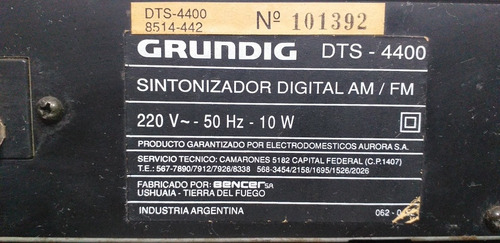 DTS-4400
8514-442
Nº 101392
GRUNDIG DTS - 4400
SINTONIZADOR DIGITAL AM / FM
220 V~ - 50 Hz - 10 W
PRODUCTO GARANTIZADO POR ELECTRODOMESTICOS AURORA S.A.
SERVICIO TECNICO: CAMARONES 5182 CAPITAL FEDERAL (C.P.1407)
T.E.: 567-7890/7912/7926/8338 568-3454/2158/1695/1526/2026
FABRICADO POR: BENCER SA
USHUAIA - TIERRA DEL FUEGO
INDUSTRIA ARGENTINA